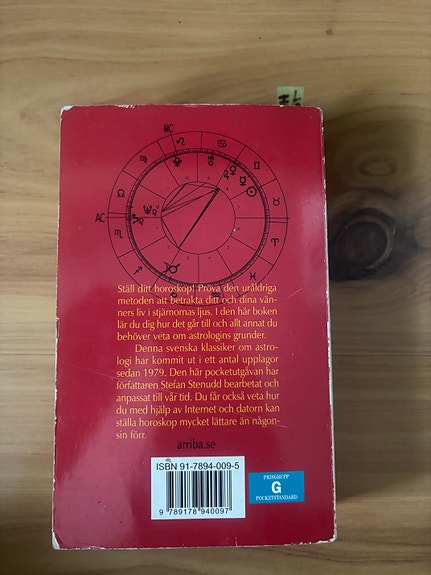 MC
AC
Ställ ditt horoskop! Pröva den uråldriga
metoden att betrakta ditt och dina vän-
ners liv i stjärnornas ljus. I den här boken
lär du dig hur det går till och allt annat du
behöver veta om astrologins grunder.
Denna svenska klassiker om astro-
logi har kommit ut i ett antal upplagor
sedan 1979. Den här pocketutgåvan har
författaren Stefan Stenudd bearbetat och
anpassat till vår tid. Du får också veta hur
du med hjälp av Internet och datorn kan
ställa horoskop mycket lättare än någon-
sin förr.
arriba.se
ISBN 91-7894-009-5
9 789178 940097
PRISGRUPP
G
POCKETSTANDARD